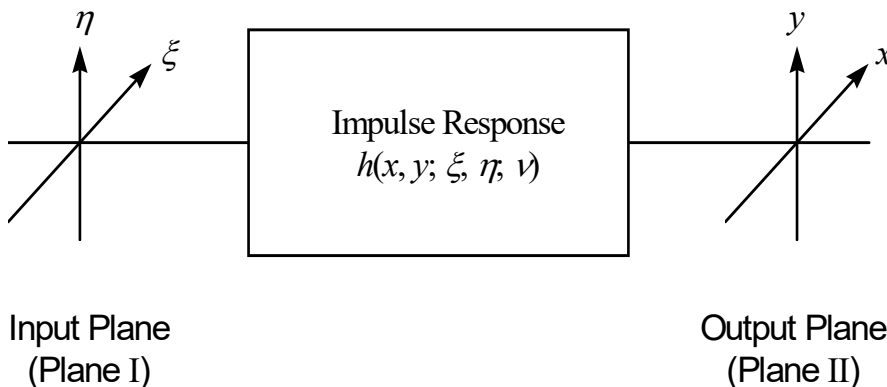 η
ξ
Impulse Response
h(x, y; ξ, η; ν)
y
x
Input Plane
(Plane I)
Output Plane
(Plane II)